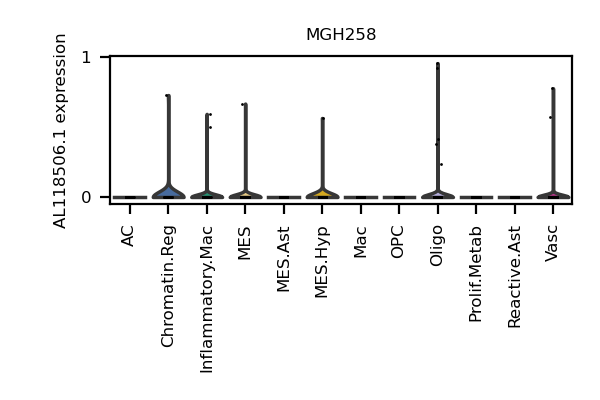 MGH258
AL118506.1 expression
1
0
AC
Chromatin.Reg
Inflammatory.Mac
MES
MES.Ast
MES.Hyp
Mac
OPC
Oligo
Prolif.Metab
Reactive.Ast
Vasc